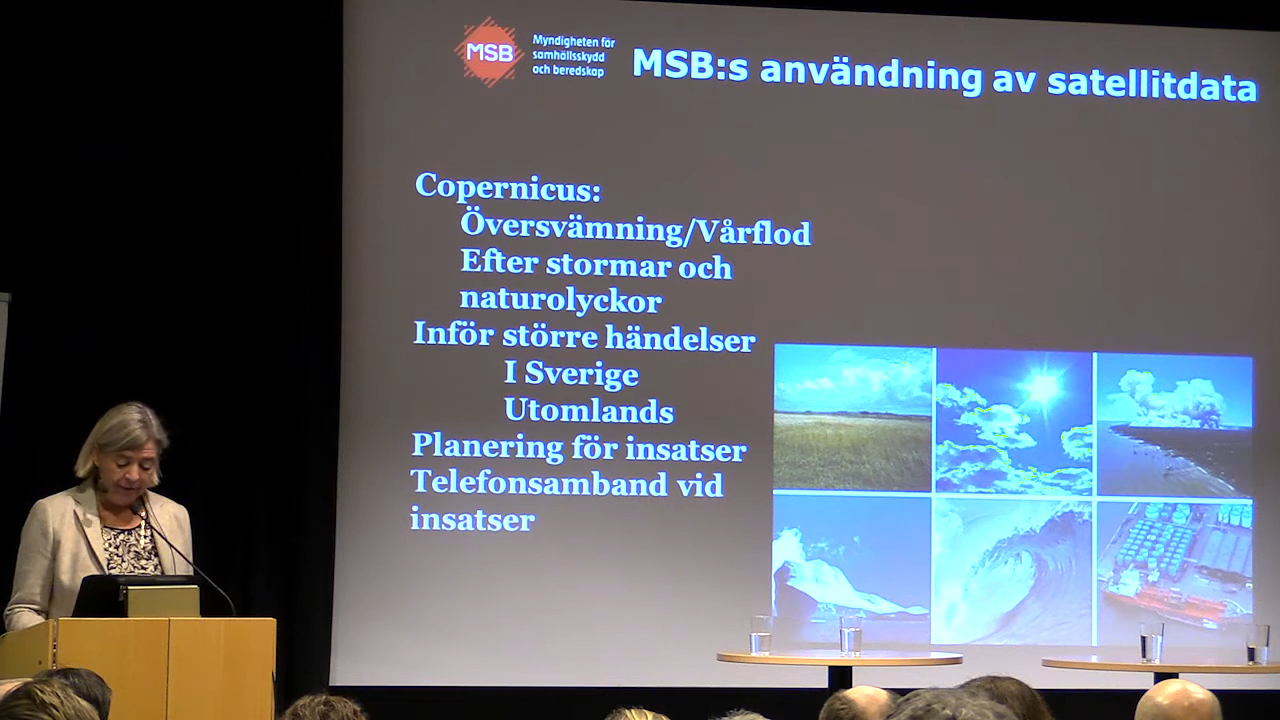 MSB
Myndigheten för
samhällsskydd
och beredskap
MSB:s användning av satellitdata
Copernicus:
Översvämning/Vårflod
Efter stormar och
naturolyckor
Inför större händelser
I Sverige
Utomlands
Planering för insatser
Telefonsamband vid
insatser